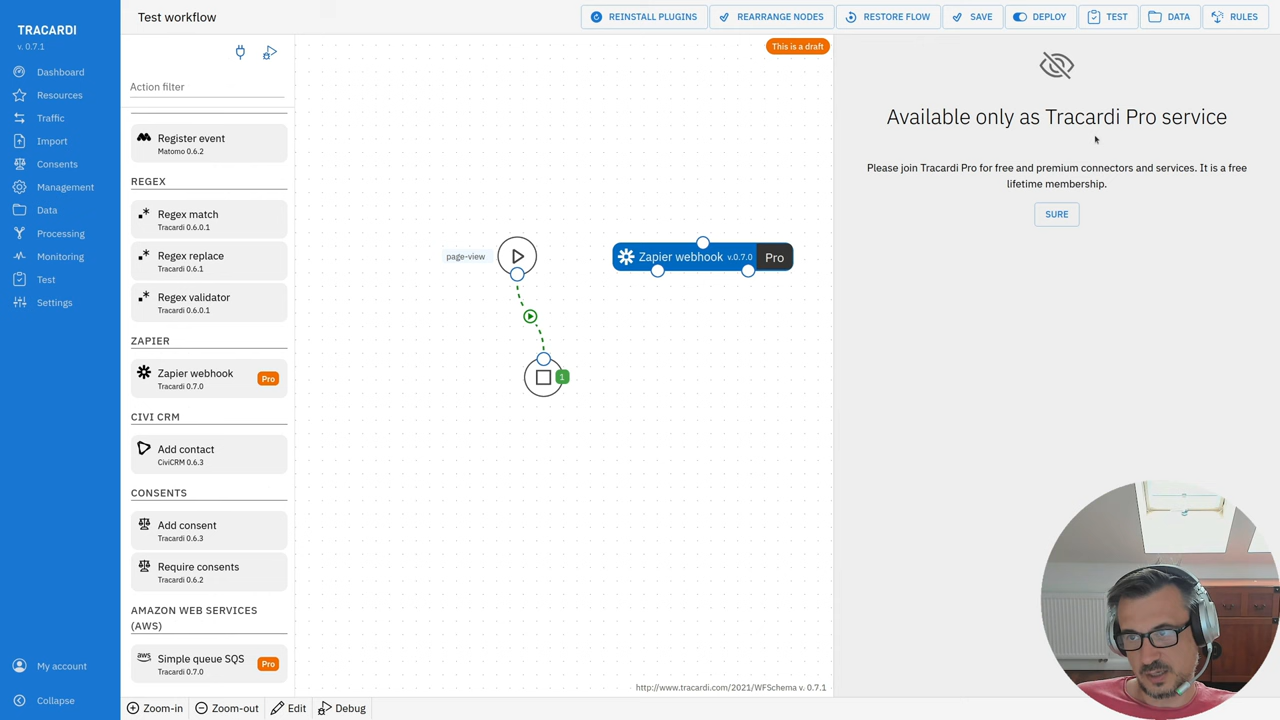 TRACARDI
v. 0.7.1
Dashboard
Resources
Traffic
Import
Consents
Management
Data
Processing
Monitoring
Test
Settings
My account
Collapse
Test workflow
REINSTALL PLUGINS
REARRANGE NODES
RESTORE FLOW
SAVE
DEPLOY
TEST
DATA
RULES
Action filter
Register event
Matomo 0.6.2
REGEX
Regex match
Tracardi 0.6.0.1
Regex replace
Tracardi 0.6.1
Regex validator
Tracardi 0.6.0.1
ZAPIER
Zapier webhook
Tracardi 0.7.0
Pro
CIVI CRM
Add contact
CiviCRM 0.6.3
CONSENTS
Add consent
Tracardi 0.6.3
Require consents
Tracardi 0.6.2
AMAZON WEB SERVICES
(AWS)
aws
Simple queue SQS
Tracardi 0.7.0
Pro
This is a draft
page-view
Zapier webhook v.0.7.0 Pro
1
http://www.tracardi.com/2021/WFSchema v. 0.7.1
Zoom-in
Zoom-out
Edit
Debug
Available only as Tracardi Pro service
Please join Tracardi Pro for free and premium connectors and services. It is a free
lifetime membership.
SURE